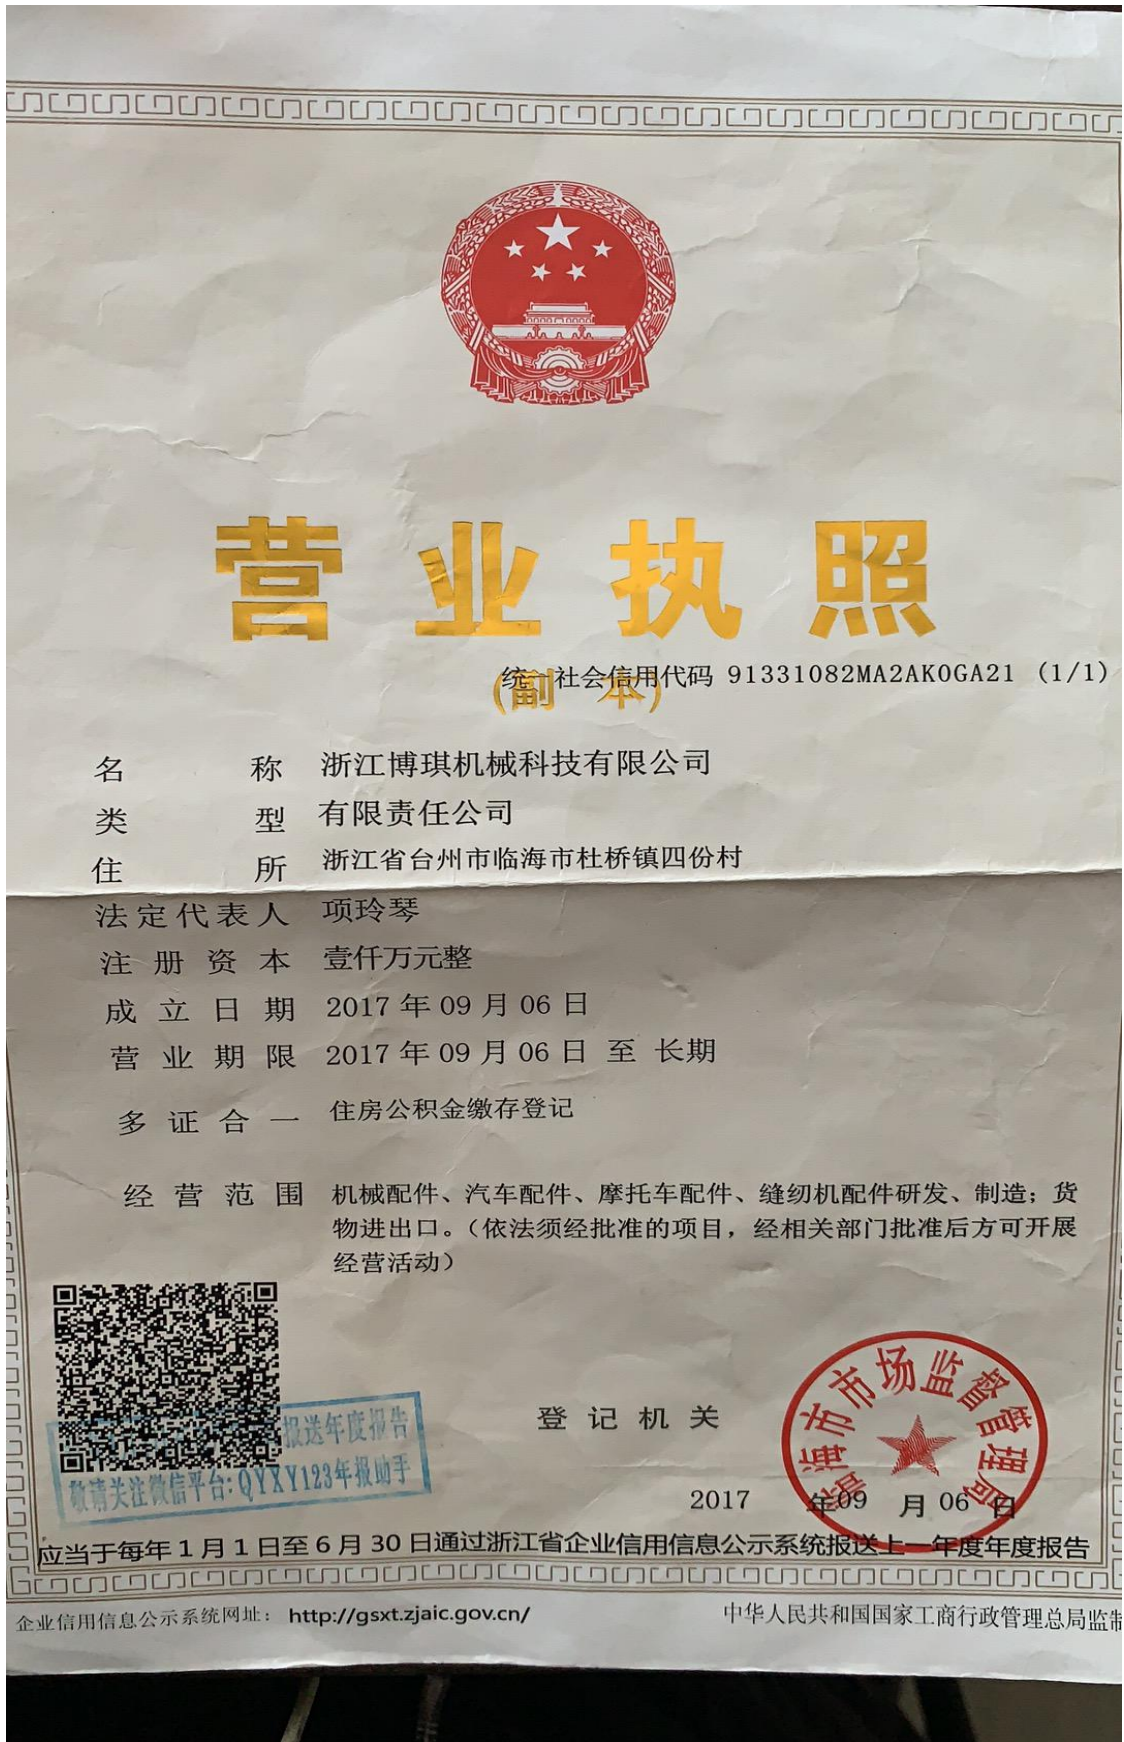 营业执照
(副 本)
统一社会信用代码 91331082MA2AK0GA21 (1/1)
名 称 浙江博琪机械科技有限公司
类 型 有限责任公司
住 所 浙江省台州市临海市杜桥镇四份村
法定代表人 项玲琴
注 册 资 本 壹仟万元整
成 立 日 期 2017 年 09 月 06 日
营 业 期 限 2017 年 09 月 06 日 至 长期
多 证 合 一 住房公积金缴存登记
经 营 范 围 机械配件、汽车配件、摩托车配件、缝纫机配件研发、制造；货
物进出口。（依法须经批准的项目，经相关部门批准后方可开展
经营活动）
报送年度报告
敬请关注微信平台:QYXY123年报助手
登 记 机 关
临海市市场监督管理局
2017 年 09 月 06 日
应当于每年 1 月 1 日至 6 月 30 日通过浙江省企业信用信息公示系统报送上一年度年度报告
企业信用信息公示系统网址： http://gsxt.zjaic.gov.cn/
中华人民共和国国家工商行政管理总局监制